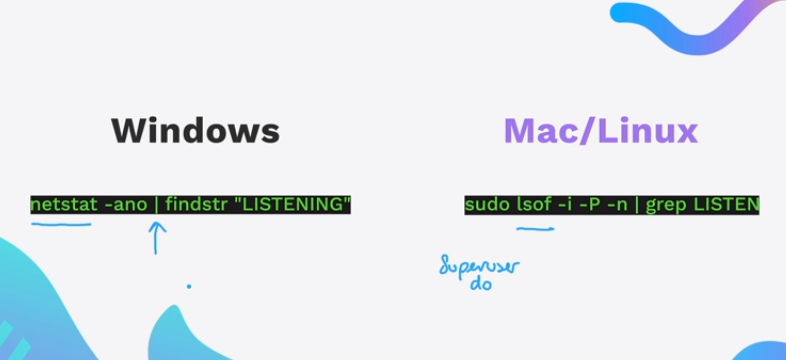 Windows
netstat -ano | findstr "LISTENING"
Mac/Linux
sudo lsof -i -P -n | grep LISTEN
Superuser
do